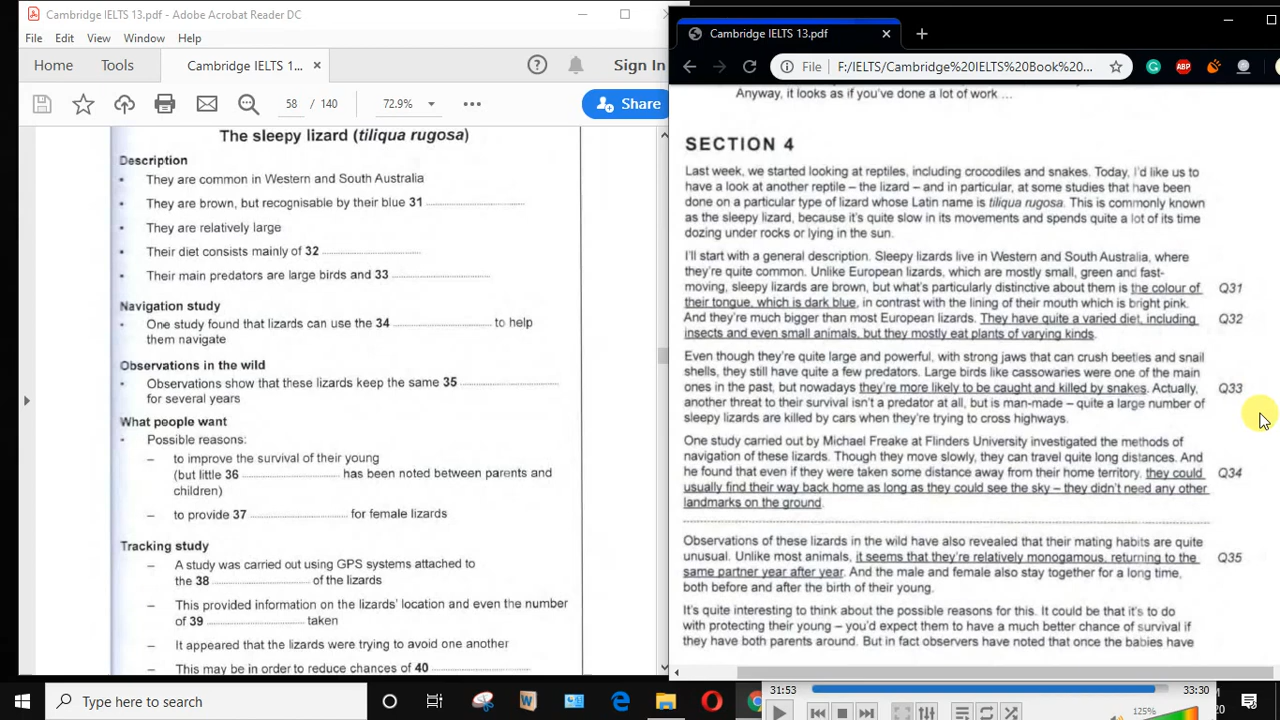 Cambridge IELTS 13.pdf - Adobe Acrobat Reader DC
File Edit View Window Help
Home Tools Cambridge IELTS 1... × ? Sign In
58 / 140 72.9% Share
The sleepy lizard (tiliqua rugosa)
Description
• They are common in Western and South Australia
• They are brown, but recognisable by their blue 31 ........................
• They are relatively large
• Their diet consists mainly of 32 ........................
• Their main predators are large birds and 33 ........................
Navigation study
• One study found that lizards can use the 34 ........................ to help
them navigate
Observations in the wild
• Observations show that these lizards keep the same 35 ........................
for several years
What people want
• Possible reasons:
– to improve the survival of their young
(but little 36 ........................ has been noted between parents and
children)
– to provide 37 ........................ for female lizards
Tracking study
– A study was carried out using GPS systems attached to
the 38 ........................ of the lizards
– This provided information on the lizards' location and even the number
of 39 ........................ taken
– It appeared that the lizards were trying to avoid one another
– This may be in order to reduce chances of 40 ........................
Type here to search
Cambridge IELTS 13.pdf
File F:/IELTS/Cambridge%20IELTS%20Book%20...
ABP
Anyway, it looks as if you've done a lot of work ...
SECTION 4
Last week, we started looking at reptiles, including crocodiles and snakes. Today, I'd like us to
have a look at another reptile – the lizard – and in particular, at some studies that have been
done on a particular type of lizard whose Latin name is tiliqua rugosa. This is commonly known
as the sleepy lizard, because it's quite slow in its movements and spends quite a lot of its time
dozing under rocks or lying in the sun.
I'll start with a general description. Sleepy lizards live in Western and South Australia, where
they're quite common. Unlike European lizards, which are mostly small, green and fast-
moving, sleepy lizards are brown, but what's particularly distinctive about them is the colour of Q31
their tongue, which is dark blue, in contrast with the lining of their mouth which is bright pink.
And they're much bigger than most European lizards. They have quite a varied diet, including Q32
insects and even small animals, but they mostly eat plants of varying kinds.
Even though they're quite large and powerful, with strong jaws that can crush beetles and snail
shells, they still have quite a few predators. Large birds like cassowaries were one of the main
ones in the past, but nowadays they're more likely to be caught and killed by snakes. Actually, Q33
another threat to their survival isn't a predator at all, but is man-made – quite a large number of
sleepy lizards are killed by cars when they're trying to cross highways.
One study carried out by Michael Freake at Flinders University investigated the methods of
navigation of these lizards. Though they move slowly, they can travel quite long distances. And
he found that even if they were taken some distance away from their home territory, they could Q34
usually find their way back home as long as they could see the sky – they didn't need any other
landmarks on the ground.
Observations of these lizards in the wild have also revealed that their mating habits are quite
unusual. Unlike most animals, it seems that they're relatively monogamous, returning to the Q35
same partner year after year. And the male and female also stay together for a long time,
both before and after the birth of their young.
It's quite interesting to think about the possible reasons for this. It could be that it's to do
with protecting their young – you'd expect them to have a much better chance of survival if
they have both parents around. But in fact observers have noted that once the babies have
31:53 33:30
125%
20